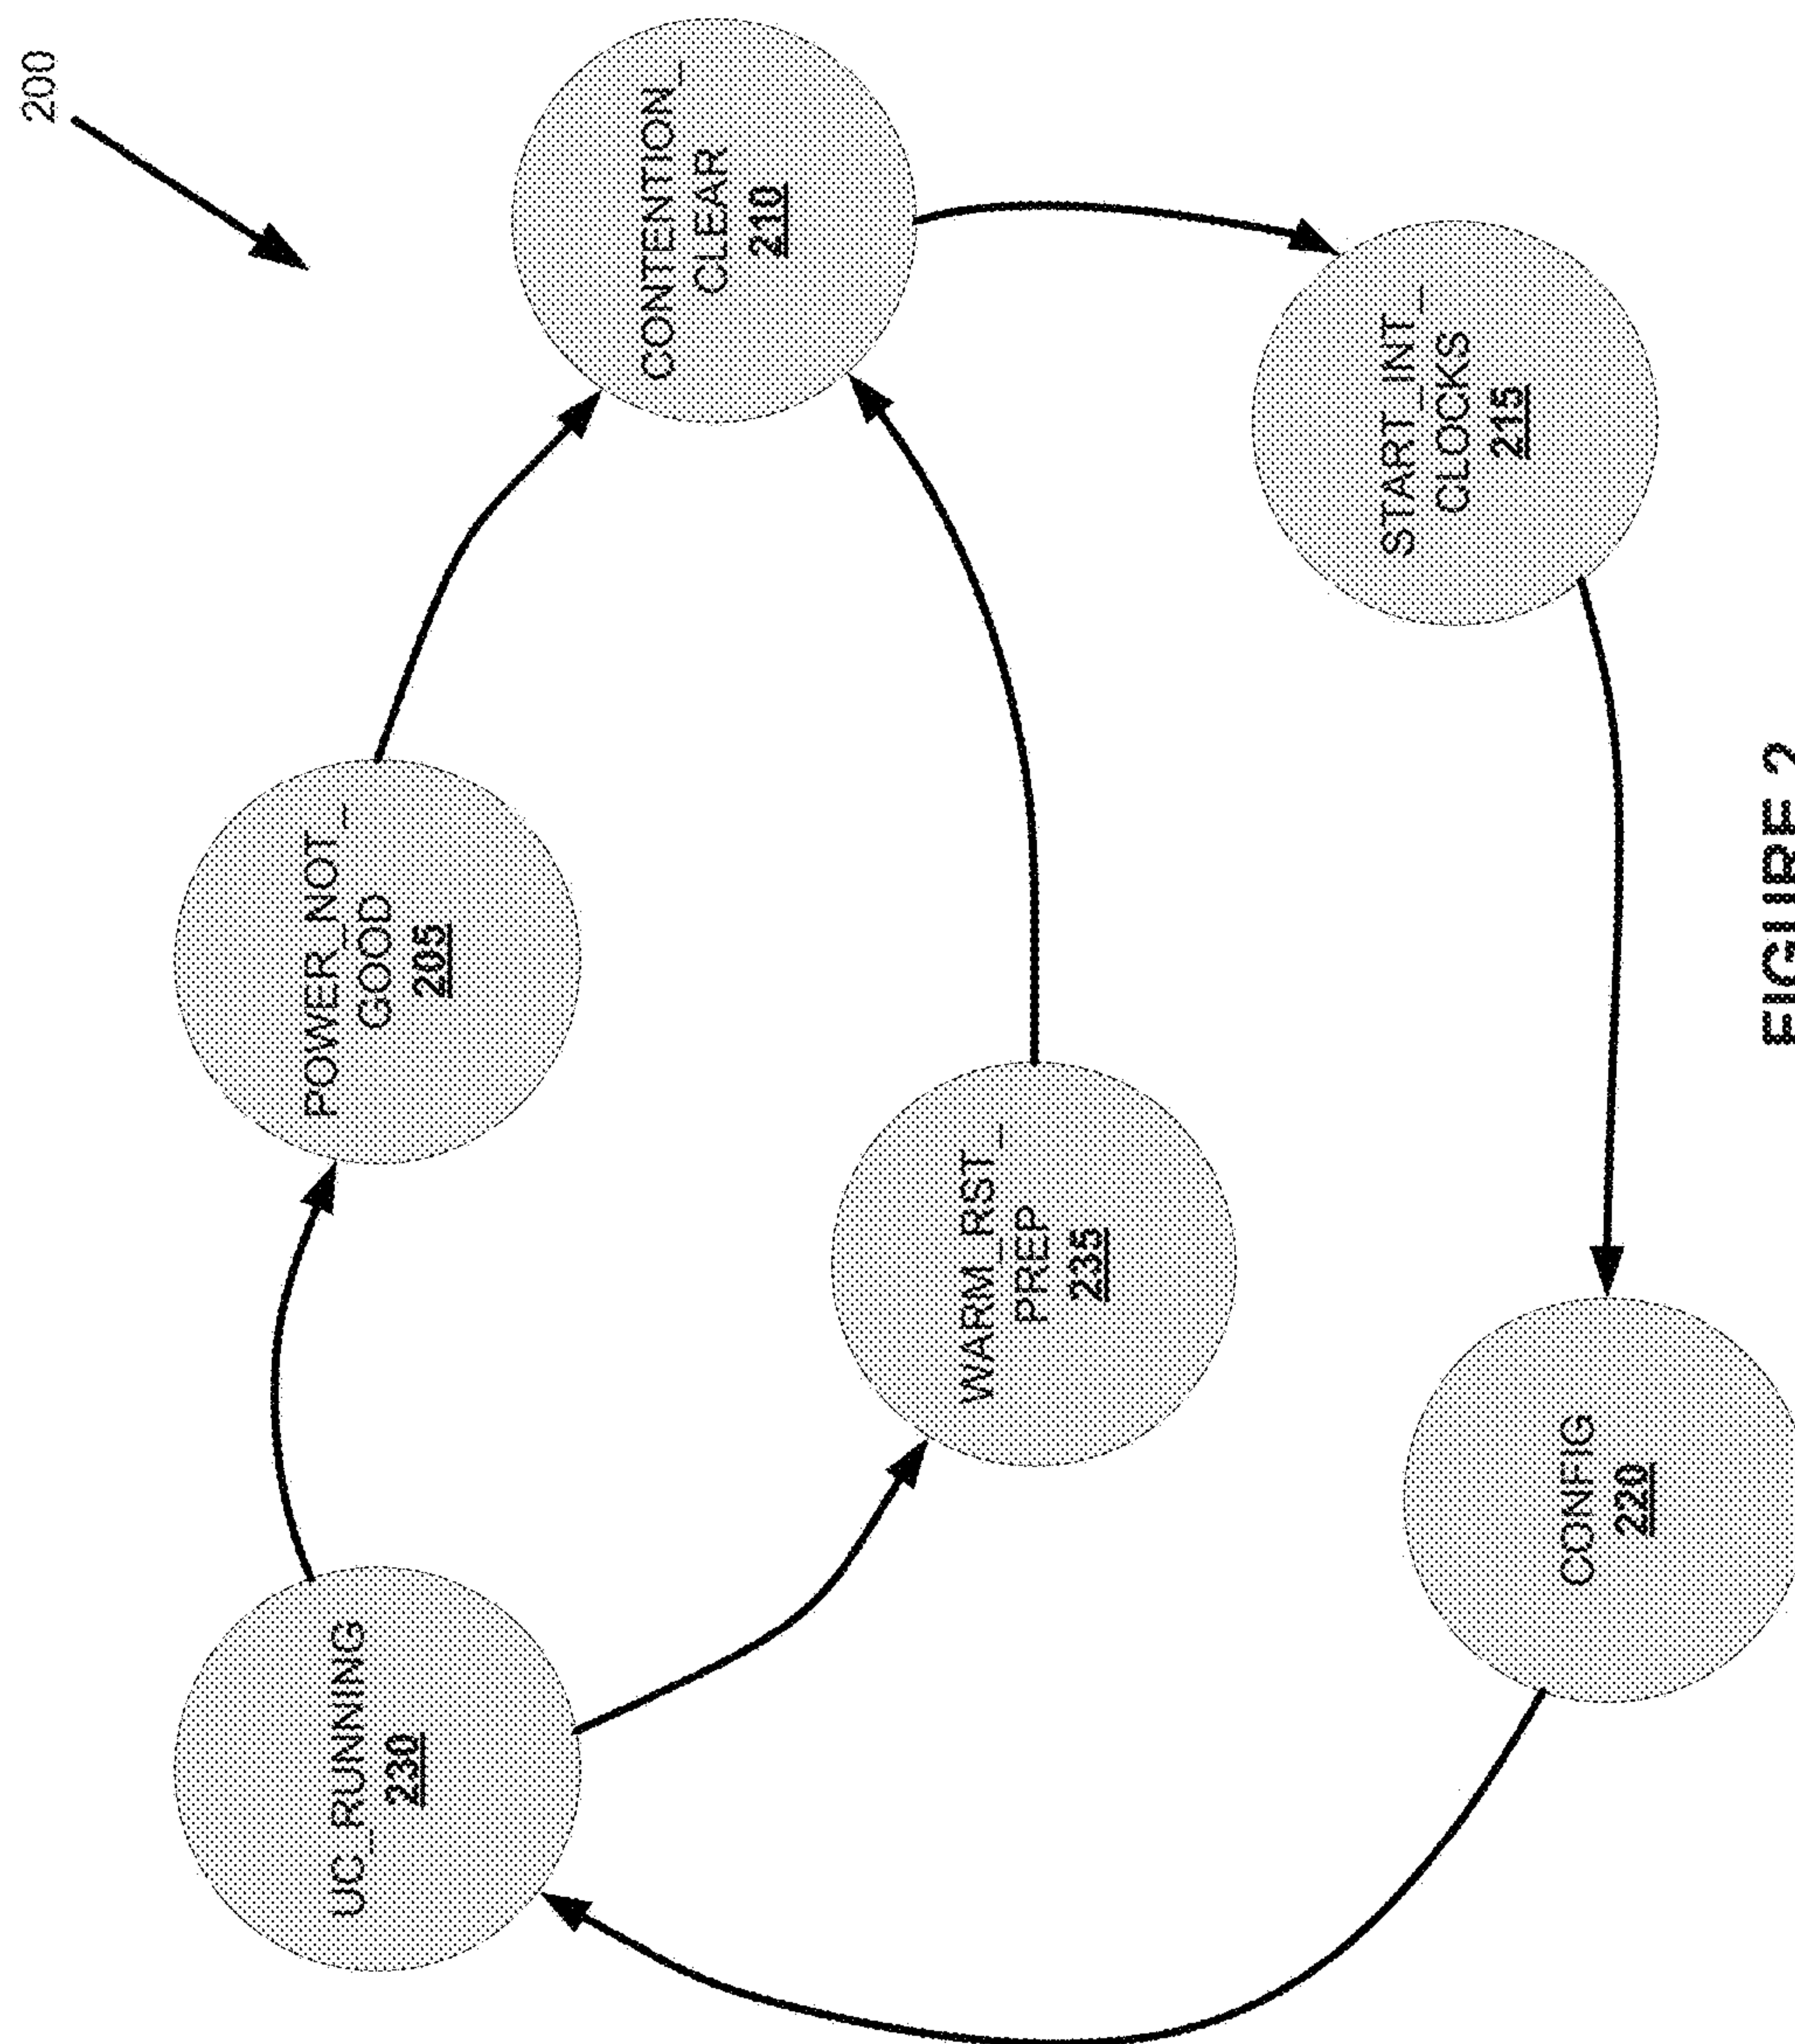 200
UC_RUNNING
230
POWER_NOT_
GOOD
205
CONTENTION_
CLEAR
210
WARM_RST_
PREP
235
START_INT_
CLOCKS
215
CONFIG
220
FIGURE 2